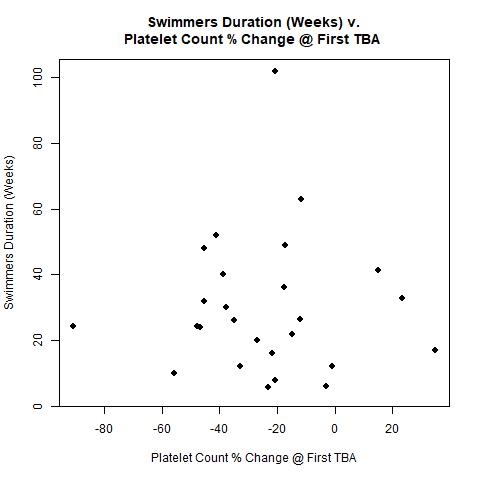 Swimmers Duration (Weeks) v.
Platelet Count % Change @ First TBA
100
80
60
40
20
0
Swimmers Duration (Weeks)
-80 -60 -40 -20 0 20
Platelet Count % Change @ First TBA